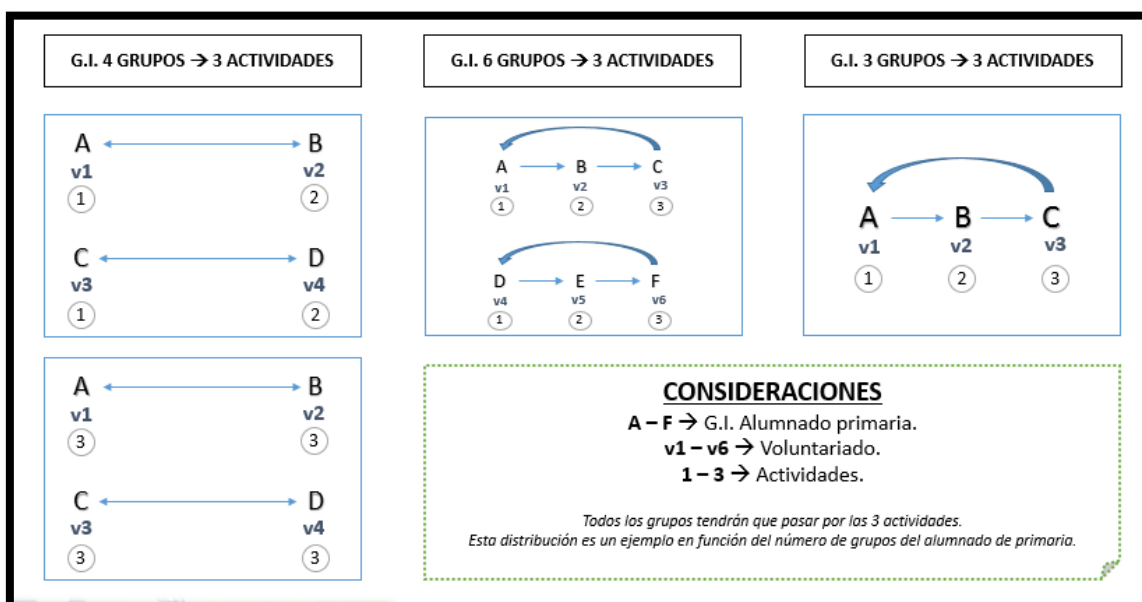 G.I. 4 GRUPOS → 3 ACTIVIDADES
A B
v1 v2
1 2
C D
v3 v4
1 2
A B
v1 v2
3 3
C D
v3 v4
3 3
G.I. 6 GRUPOS → 3 ACTIVIDADES
A B C
v1 v2 v3
1 2 3
D E F
v4 v5 v6
1 2 3
G.I. 3 GRUPOS → 3 ACTIVIDADES
A B C
v1 v2 v3
1 2 3
CONSIDERACIONES
A – F → G.I. Alumnado primaria.
v1 – v6 → Voluntariado.
1 – 3 → Actividades.
Todos los grupos tendrán que pasar por las 3 actividades.
Esta distribución es un ejemplo en función del número de grupos del alumnado de primaria.